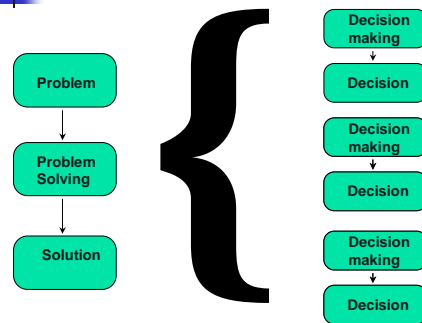 Problem
Problem
Solving
Solution
Decision
making
Decision
Decision
making
Decision
Decision
making
Decision